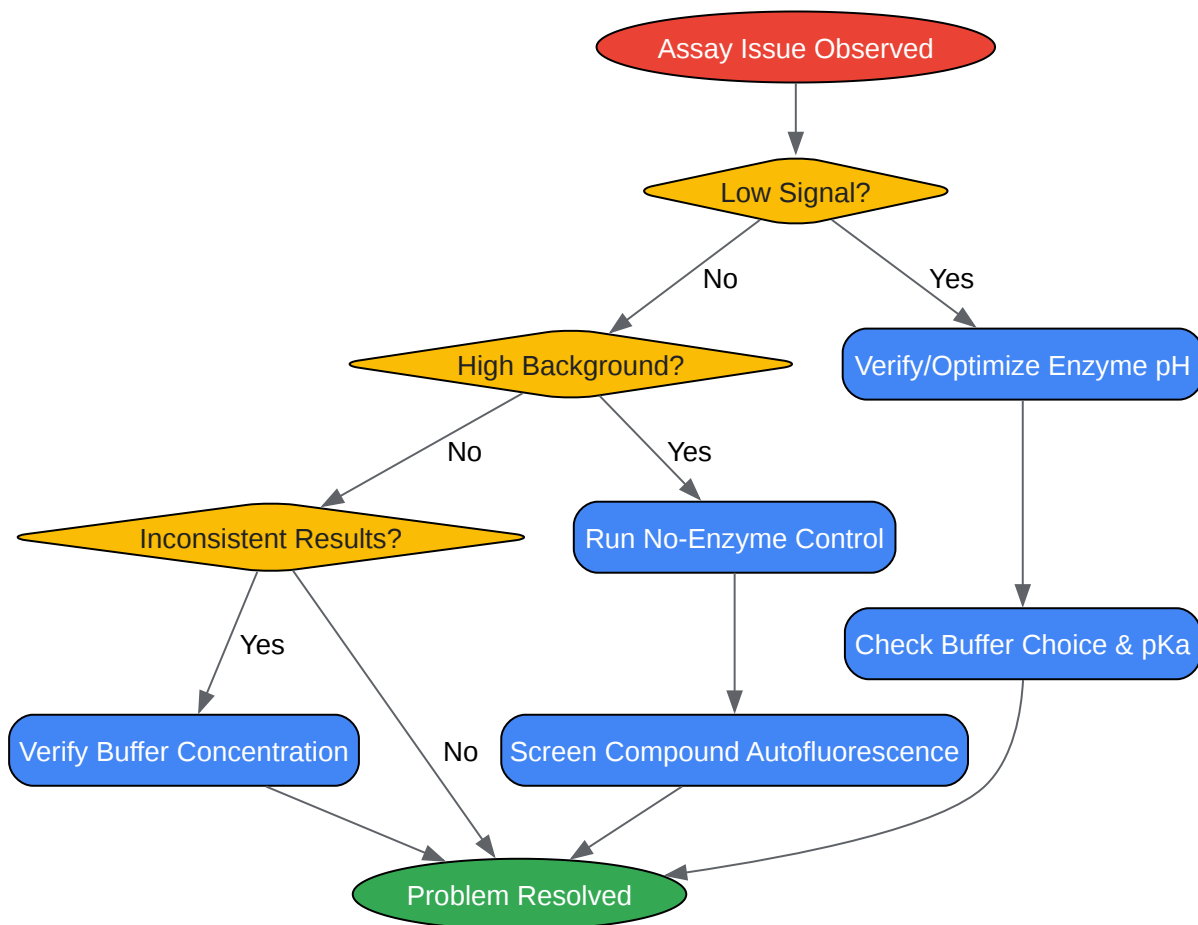 Assay Issue Observed
Low Signal?
No
Yes
High Background?
Verify/Optimize Enzyme pH
No
Yes
Inconsistent Results?
Run No-Enzyme Control
Yes
Check Buffer Choice & pKa
Verify Buffer Concentration
No
Screen Compound Autofluorescence
Problem Resolved